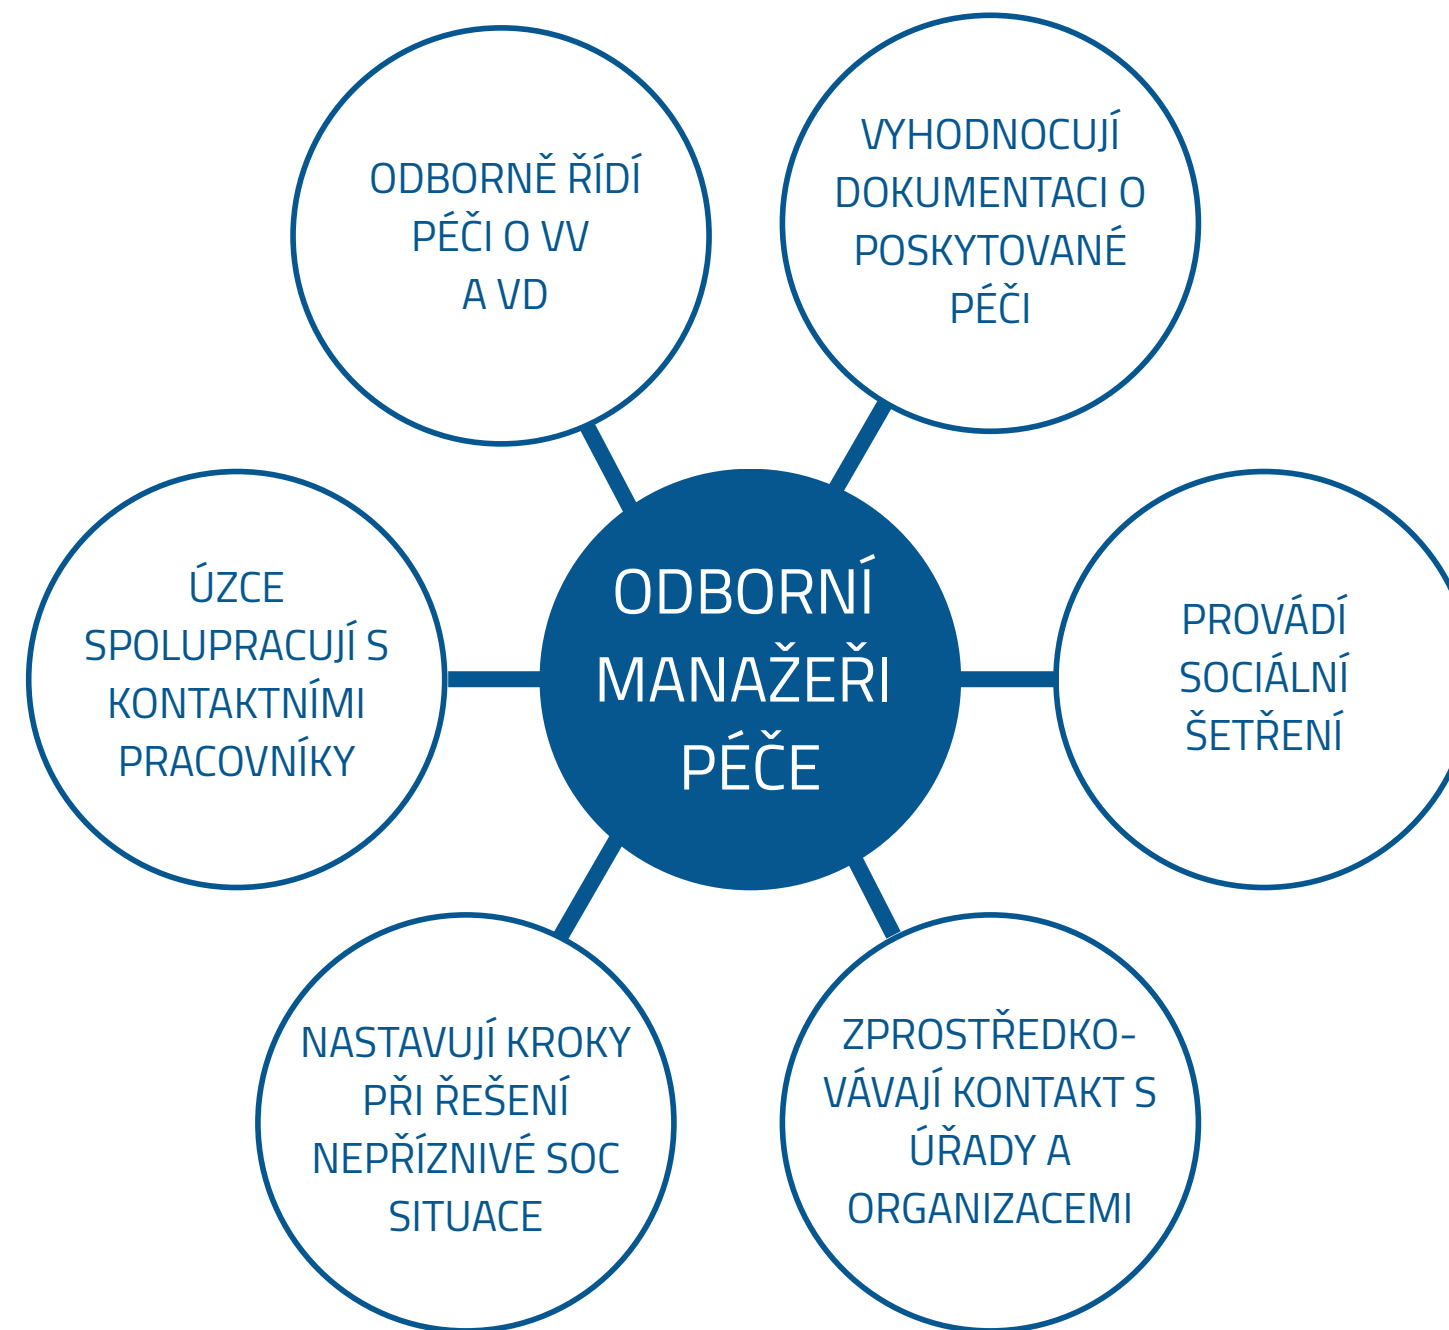 ODBORNĚ ŘÍDÍ
PÉČI O VV
A VD
VYHODNOCUJÍ
DOKUMENTACI O
POSKYTOVANÉ
PÉČI
ÚZCE
SPOLUPRACUJÍ S
KONTAKTNÍMI
PRACOVNÍKY
ODBORNÍ
MANAŽEŘI
PÉČE
PROVÁDÍ
SOCIÁLNÍ
ŠETŘENÍ
NASTAVUJÍ KROKY
PŘI ŘEŠENÍ
NEPŘÍZNIVÉ SOC
SITUACE
ZPROSTŘEDKO-
VÁVAJÍ KONTAKT S
ÚŘADY A
ORGANIZACEMI